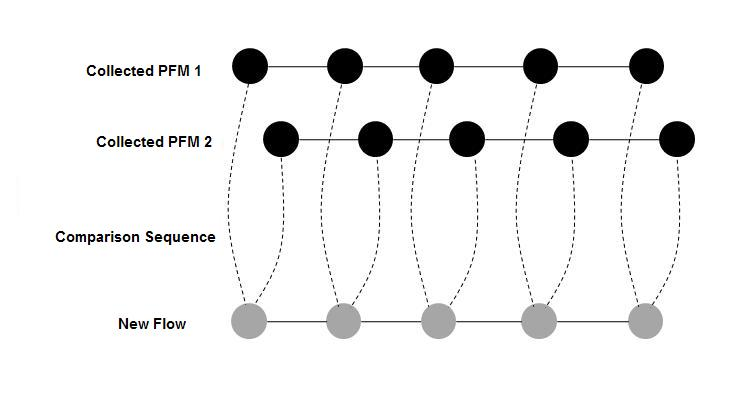 Collected PFM 1
Collected PFM 2
Comparison Sequence
New Flow